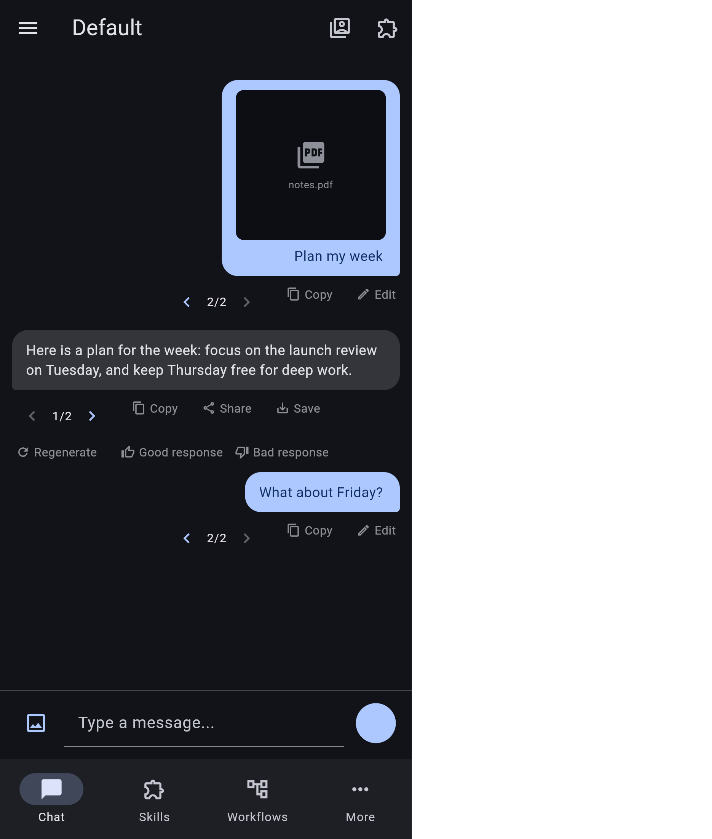 Default
PDF
notes.pdf
Plan my week
2/2
Copy
Edit
Here is a plan for the week: focus on the launch review
on Tuesday, and keep Thursday free for deep work.
1/2
Copy
Share
Save
Regenerate
Good response
Bad response
What about Friday?
2/2
Copy
Edit
Type a message...
Chat
Skills
Workflows
More